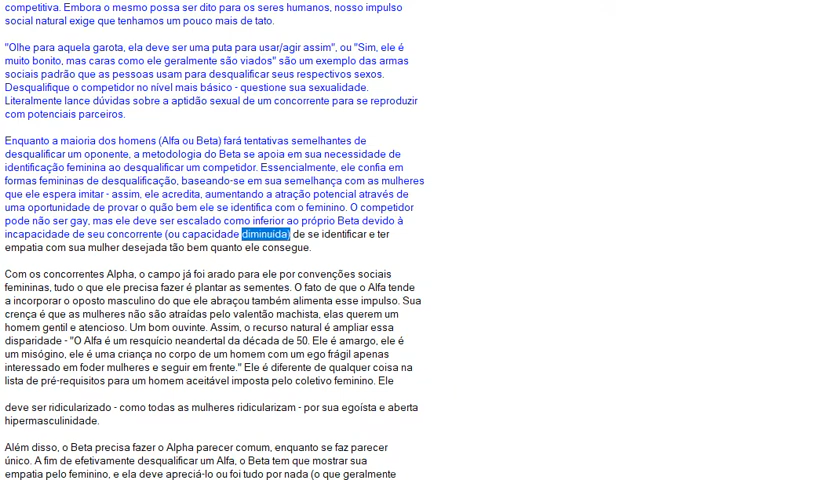 competitiva. Embora o mesmo possa ser dito para os seres humanos, nosso impulso
social natural exige que tenhamos um pouco mais de tato.
"Olhe para aquela garota, ela deve ser uma puta para usar/agir assim", ou "Sim, ele é
muito bonito, mas caras como ele geralmente são viados" são um exemplo das armas
sociais padrão que as pessoas usam para desqualificar seus respectivos sexos.
Desqualifique o competidor no nível mais básico - questione sua sexualidade.
Literalmente lance dúvidas sobre a aptidão sexual de um concorrente para se reproduzir
com potenciais parceiros.
Enquanto a maioria dos homens (Alfa ou Beta) fará tentativas semelhantes de
desqualificar um oponente, a metodologia do Beta se apoia em sua necessidade de
identificação feminina ao desqualificar um competidor. Essencialmente, ele confia em
formas femininas de desqualificação, baseando-se em sua semelhança com as mulheres
que ele espera imitar - assim, ele acredita, aumentando a atração potencial através de
uma oportunidade de provar o quão bem ele se identifica com o feminino. O competidor
pode não ser gay, mas ele deve ser escalado como inferior ao próprio Beta devido à
incapacidade de seu concorrente (ou capacidade diminuída) de se identificar e ter
empatia com sua mulher desejada tão bem quanto ele consegue.
Com os concorrentes Alpha, o campo já foi arado para ele por convenções sociais
femininas, tudo o que ele precisa fazer é plantar as sementes. O fato de que o Alfa tende
a incorporar o oposto masculino do que ele abraçou também alimenta esse impulso. Sua
crença é que as mulheres não são atraídas pelo valentão machista, elas querem um
homem gentil e atencioso. Um bom ouvinte. Assim, o recurso natural é ampliar essa
disparidade - "O Alfa é um resquício neandertal da década de 50. Ele é amargo, ele é
um misógino, ele é uma criança no corpo de um homem com um ego frágil apenas
interessado em foder mulheres e seguir em frente." Ele é diferente de qualquer coisa na
lista de pré-requisitos para um homem aceitável imposta pelo coletivo feminino. Ele
deve ser ridicularizado - como todas as mulheres ridicularizam - por sua egoísta e aberta
hipermasculinidade.
Além disso, o Beta precisa fazer o Alpha parecer comum, enquanto se faz parecer
único. A fim de efetivamente desqualificar um Alfa, o Beta tem que mostrar sua
empatia pelo feminino, e ela deve apreciá-lo ou foi tudo por nada (o que geralmente